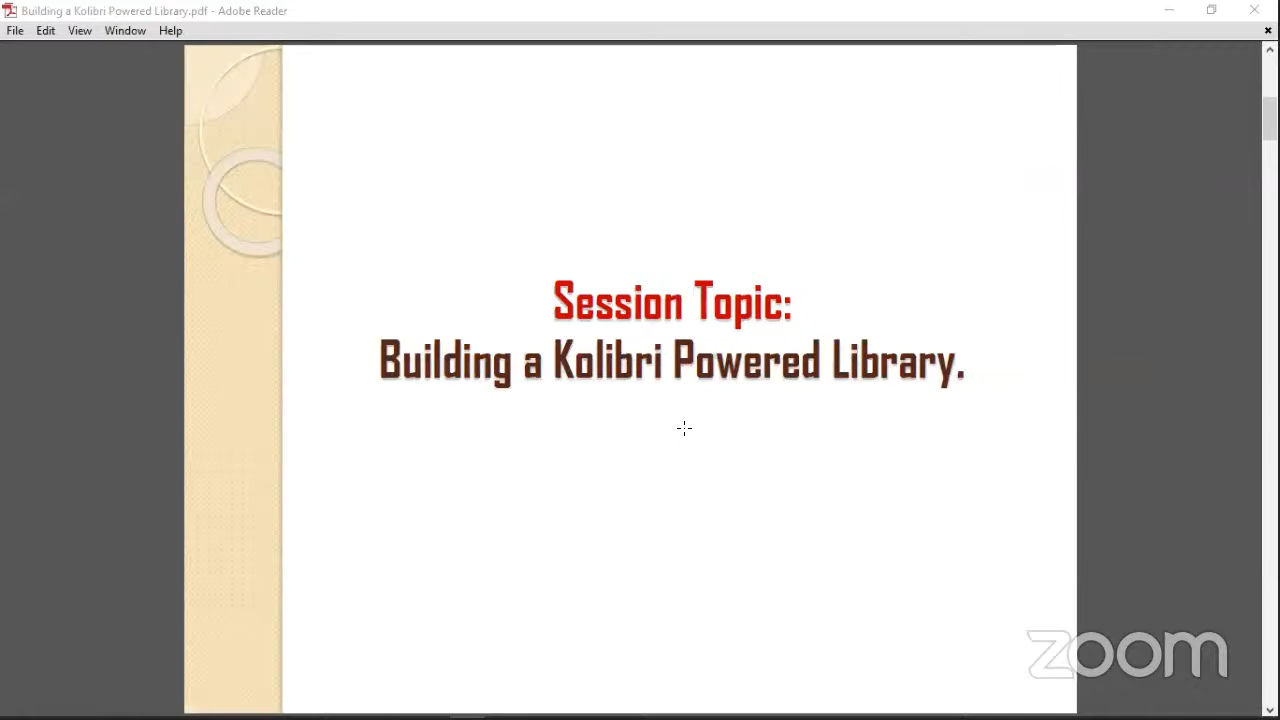 Building a Kolibri Powered Library.pdf - Adobe Reader
File Edit View Window Help
Session Topic:
Building a Kolibri Powered Library.
zoom